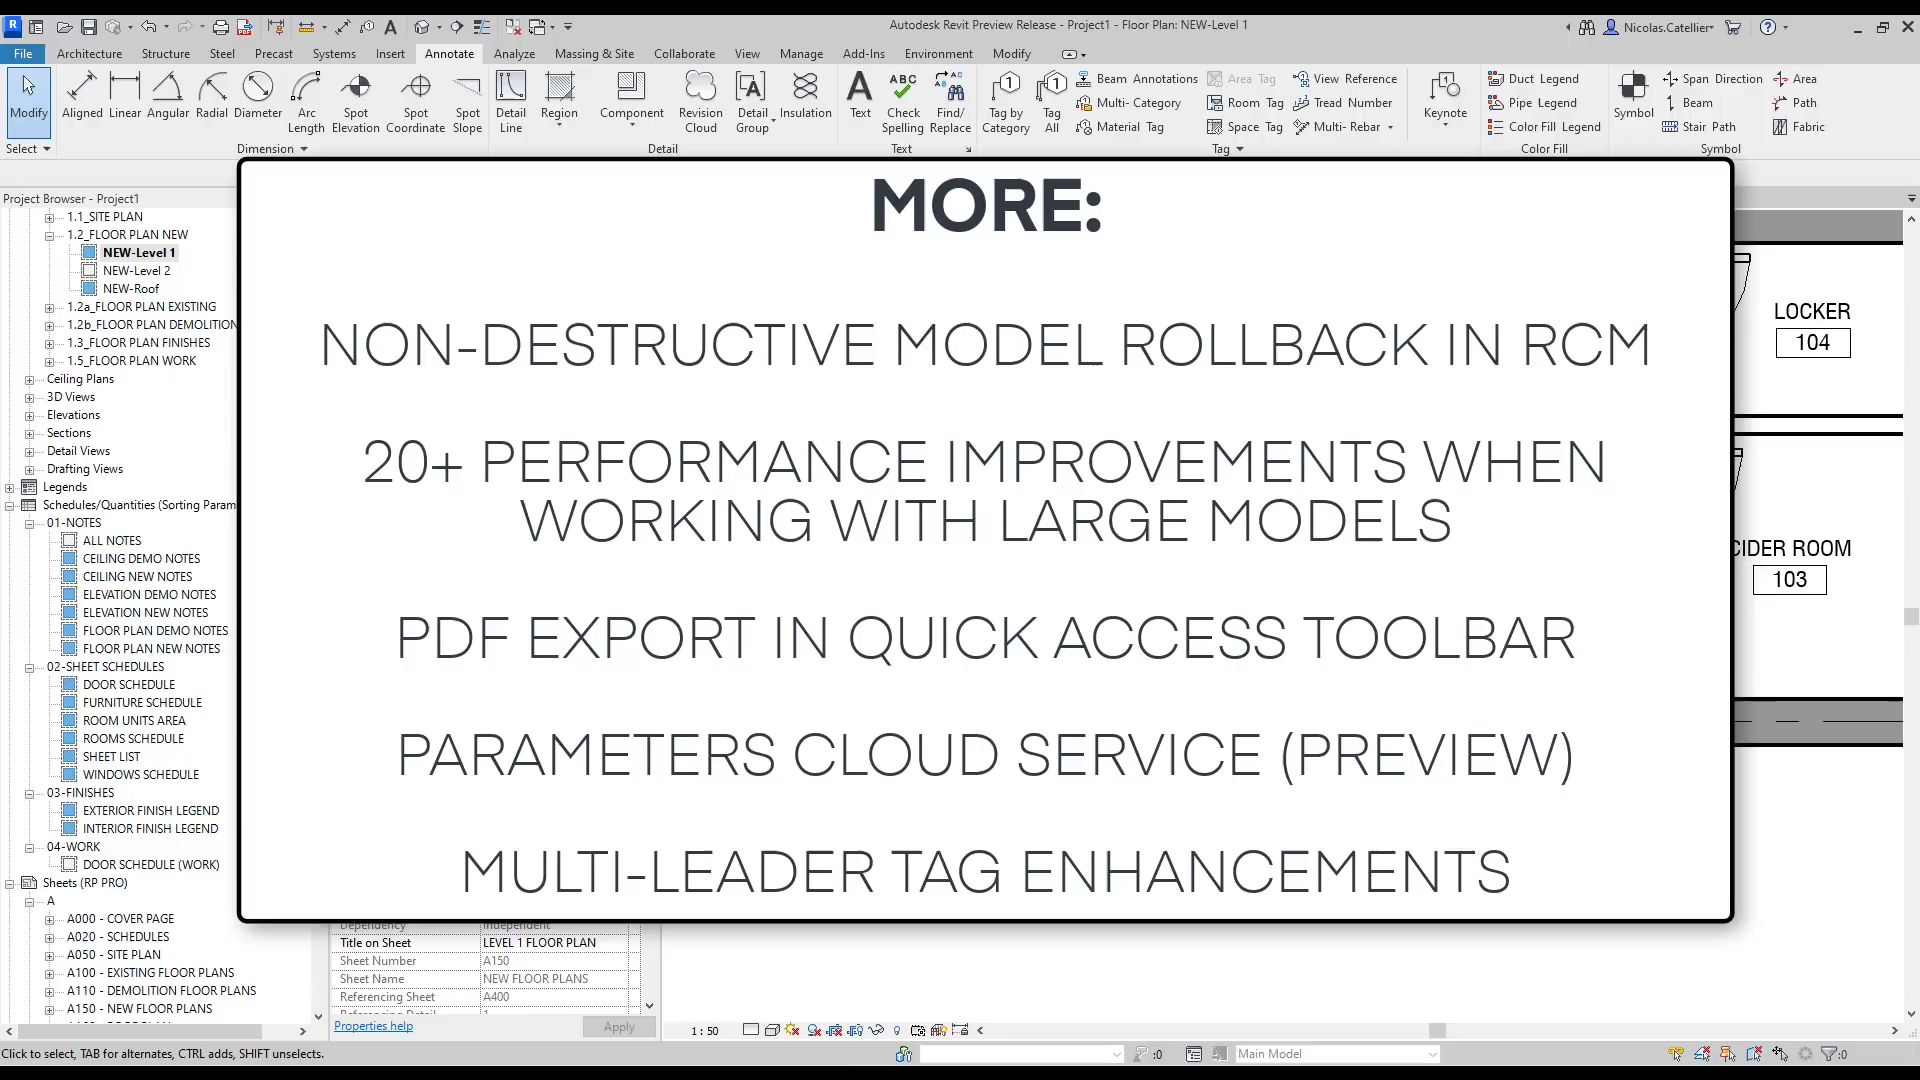 Autodesk Revit Preview Release - Project1 - Floor Plan: NEW-Level 1
Nicolas.Catellier
File Architecture Structure Steel Precast Systems Insert Annotate Analyze Massing & Site Collaborate View Manage Add-Ins Environment Modify
Modify
Aligned Linear Angular Radial Diameter Arc Length Spot Elevation Spot Coordinate Spot Slope
Detail Line Region Component Revision Cloud Detail Group Insulation
Text Check Spelling Find/ Replace
Tag by Category Tag All
Beam Annotations Area Tag View Reference
Multi- Category Room Tag Tread Number
Material Tag Space Tag Multi- Rebar
Keynote
Duct Legend
Pipe Legend
Color Fill Legend
Symbol
Span Direction Area
Beam Path
Stair Path Fabric
Select Dimension Detail Text Tag Color Fill Symbol
Project Browser - Project1
1.1_SITE PLAN
1.2_FLOOR PLAN NEW
NEW-Level 1
NEW-Level 2
NEW-Roof
1.2a_FLOOR PLAN EXISTING
1.2b_FLOOR PLAN DEMOLITION
1.3_FLOOR PLAN FINISHES
1.5_FLOOR PLAN WORK
Ceiling Plans
3D Views
Elevations
Sections
Detail Views
Drafting Views
Legends
Schedules/Quantities (Sorting Param
01-NOTES
ALL NOTES
CEILING DEMO NOTES
CEILING NEW NOTES
ELEVATION DEMO NOTES
ELEVATION NEW NOTES
FLOOR PLAN DEMO NOTES
FLOOR PLAN NEW NOTES
02-SHEET SCHEDULES
DOOR SCHEDULE
FURNITURE SCHEDULE
ROOM UNITS AREA
ROOMS SCHEDULE
SHEET LIST
WINDOWS SCHEDULE
03-FINISHES
EXTERIOR FINISH LEGEND
INTERIOR FINISH LEGEND
04-WORK
DOOR SCHEDULE (WORK)
Sheets (RP PRO)
A
A000 - COVER PAGE
A020 - SCHEDULES
A050 - SITE PLAN
A100 - EXISTING FLOOR PLANS
A110 - DEMOLITION FLOOR PLANS
A150 - NEW FLOOR PLANS
MORE:
NON-DESTRUCTIVE MODEL ROLLBACK IN RCM
20+ PERFORMANCE IMPROVEMENTS WHEN
WORKING WITH LARGE MODELS
PDF EXPORT IN QUICK ACCESS TOOLBAR
PARAMETERS CLOUD SERVICE (PREVIEW)
MULTI-LEADER TAG ENHANCEMENTS
LOCKER
104
CIDER ROOM
103
Dependency Independent
Title on Sheet LEVEL 1 FLOOR PLAN
Sheet Number A150
Sheet Name NEW FLOOR PLANS
Referencing Sheet A400
Properties help Apply
1 : 50
Click to select, TAB for alternates, CTRL adds, SHIFT unselects.
:0
Main Model
:0